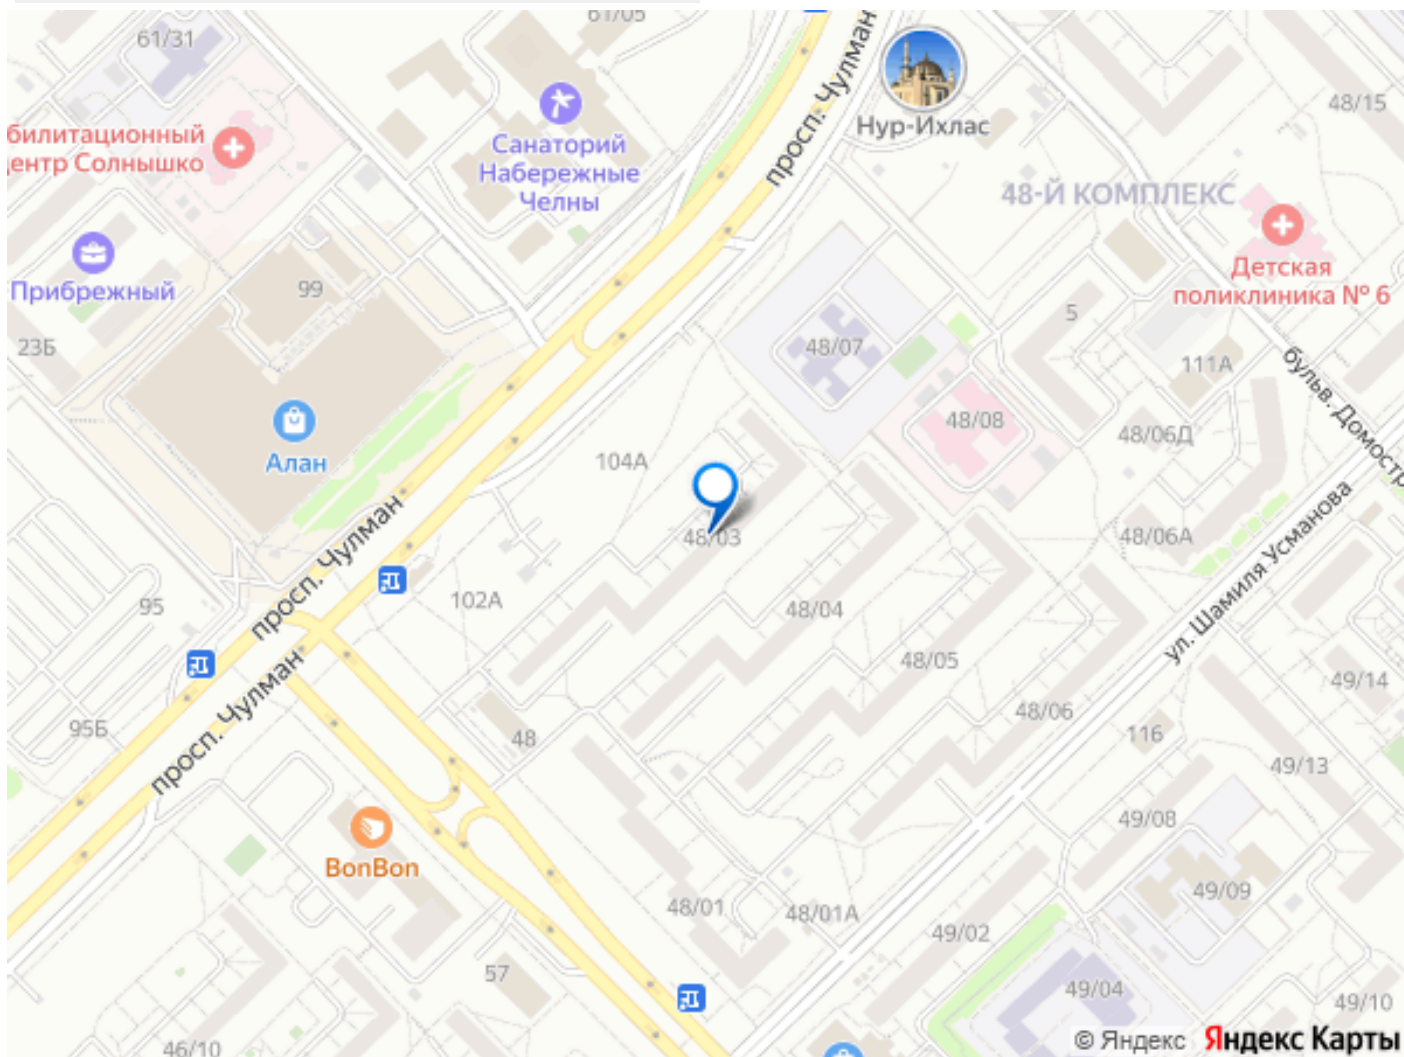 61/05
61/31
просп. Чулман
Нур-Ихлас
48/15
билитационный
центр Солнышко
Санаторий
Набережные
Челны
48-Й КОМПЛЕКС
Прибрежный
99
Детская
поликлиника № 6
23Б
48/07
5
111А
бульв. Домостр
Алан
104А
48/08
48/06Д
48/03
48/06А
ул. Шамиля Усманова
просп. Чулман
95
102А
48/04
48/05
49/14
просп. Чулман
95Б
48
48/06
116
49/13
BonBon
49/08
48/01
48/01А
49/09
49/02
57
49/04
49/10
46/10
© Яндекс Яндекс Карты